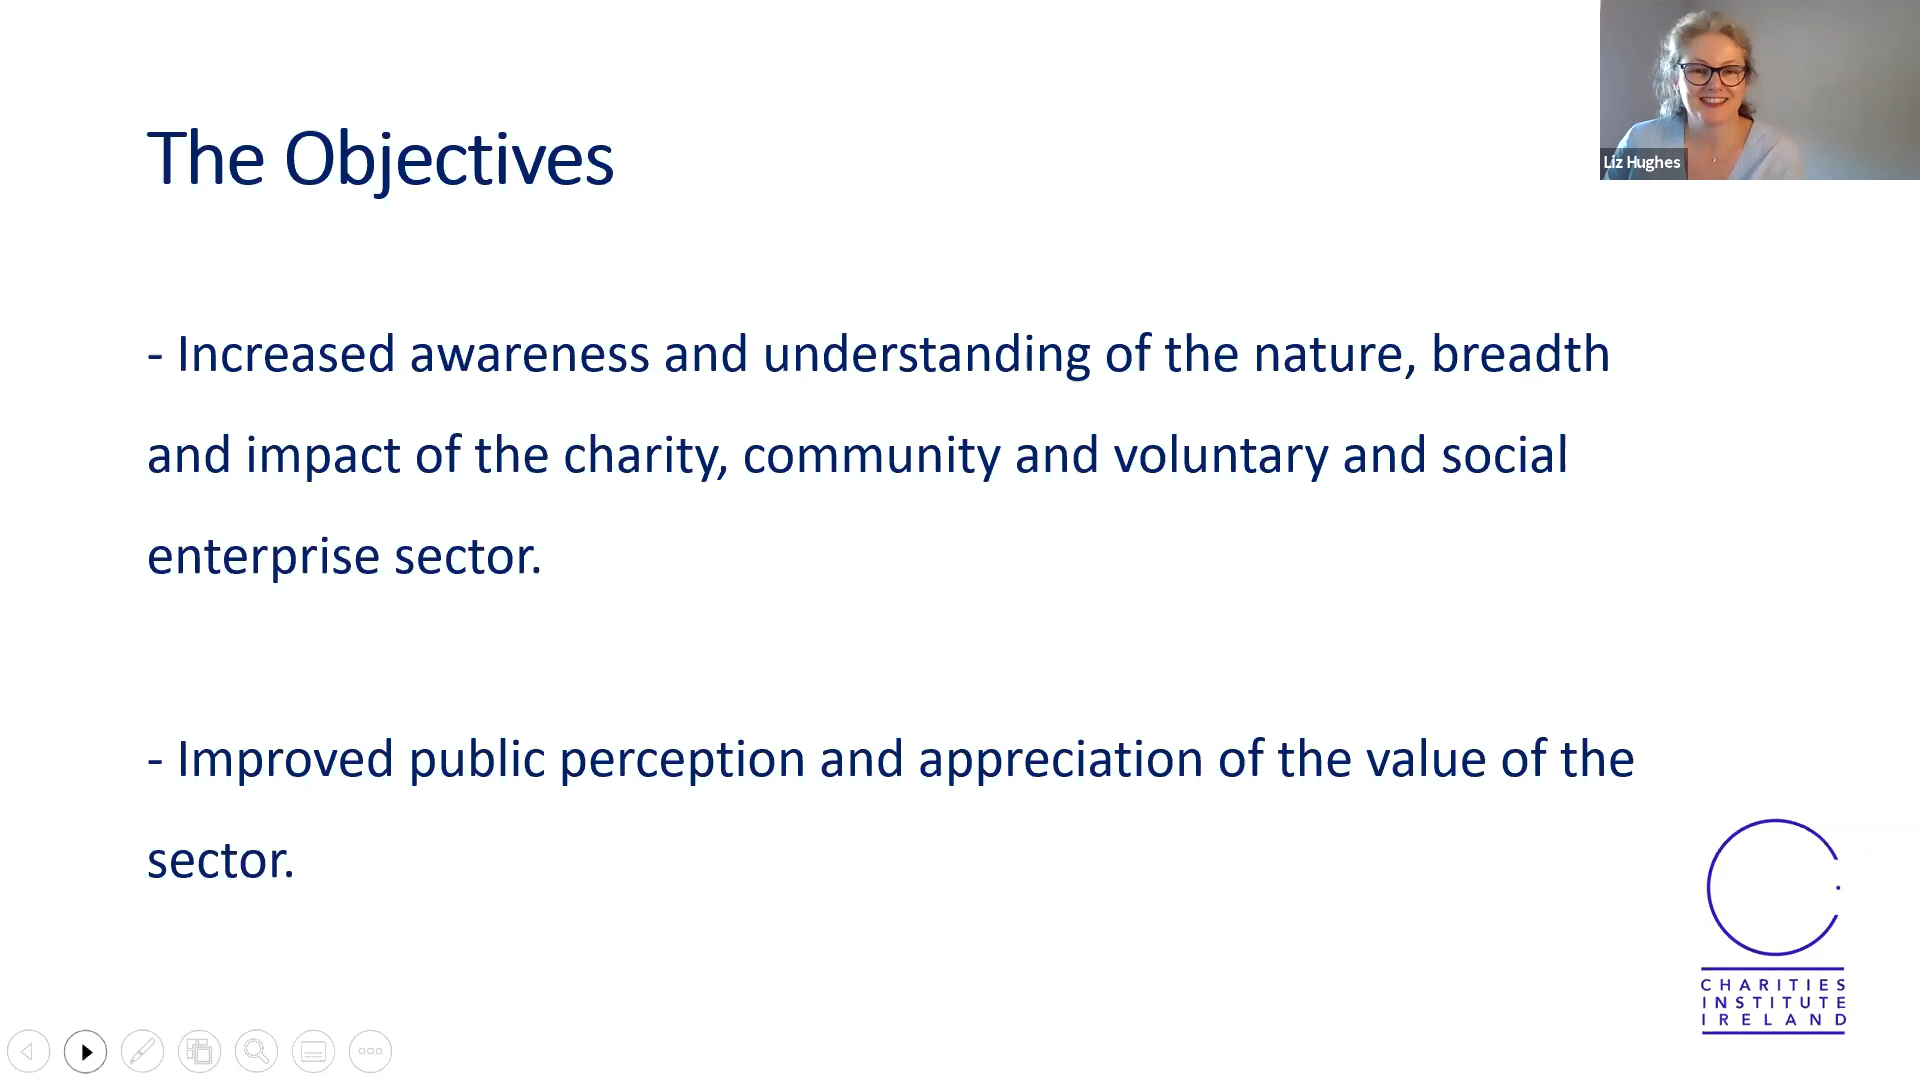 Liz Hughes
The Objectives
- Increased awareness and understanding of the nature, breadth
and impact of the charity, community and voluntary and social
enterprise sector.
- Improved public perception and appreciation of the value of the
sector.
CHARITIES
INSTITUTE
IRELAND